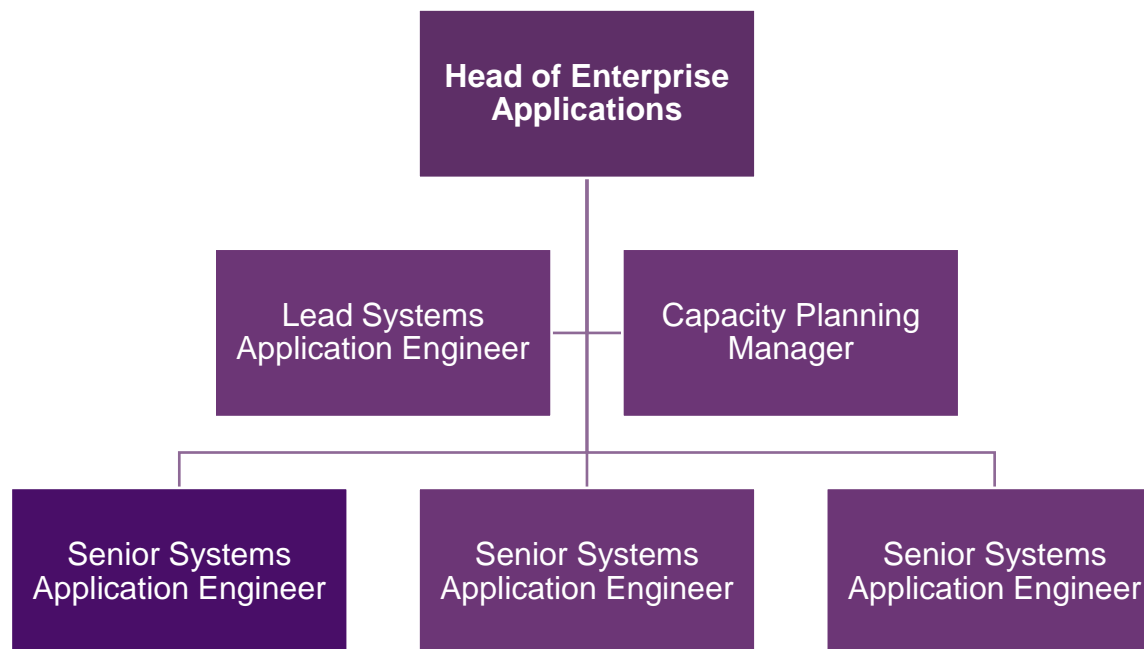 Head of Enterprise
Applications
Lead Systems
Application Engineer
Capacity Planning
Manager
Senior Systems
Application Engineer
Senior Systems
Application Engineer
Senior Systems
Application Engineer